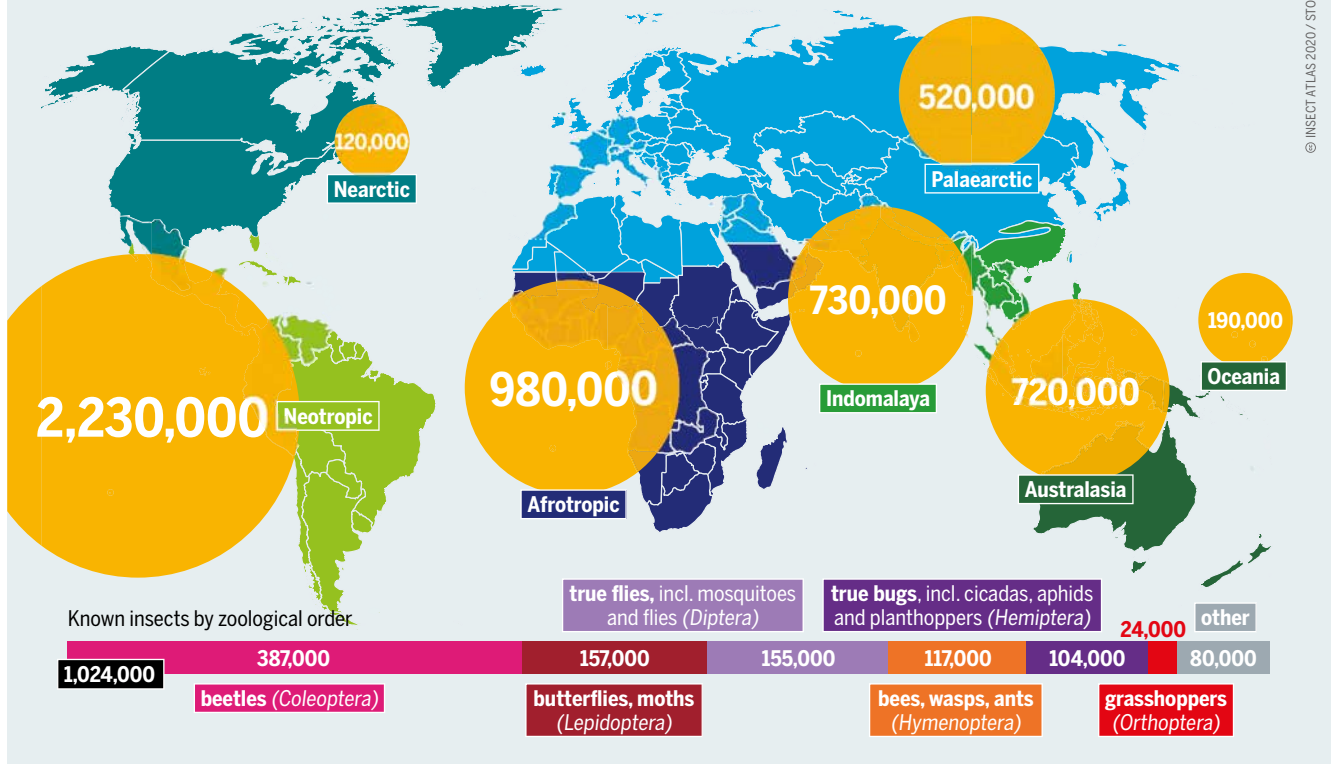 © INSECT ATLAS 2020 / STO
520,000
Palaearctic
120,000
Nearctic
730,000
Indomalaya
190,000
Oceania
2,230,000
Neotropic
980,000
Afrotropic
720,000
Australasia
Known insects by zoological order
true flies, incl. mosquitoes
and flies (Diptera)
true bugs, incl. cicadas, aphids
and planthoppers (Hemiptera)
24,000
other
1,024,000
387,000
157,000
155,000
117,000
104,000
80,000
beetles (Coleoptera)
butterflies, moths
(Lepidoptera)
bees, wasps, ants
(Hymenoptera)
grasshoppers
(Orthoptera)